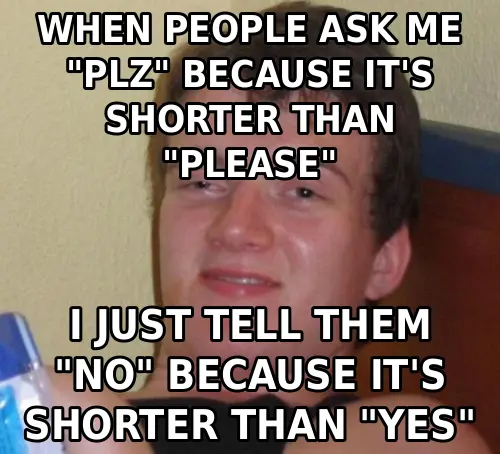 WHEN PEOPLE ASK ME
"PLZ" BECAUSE IT'S
SHORTER THAN
"PLEASE"
I JUST TELL THEM
"NO" BECAUSE IT'S
SHORTER THAN "YES"